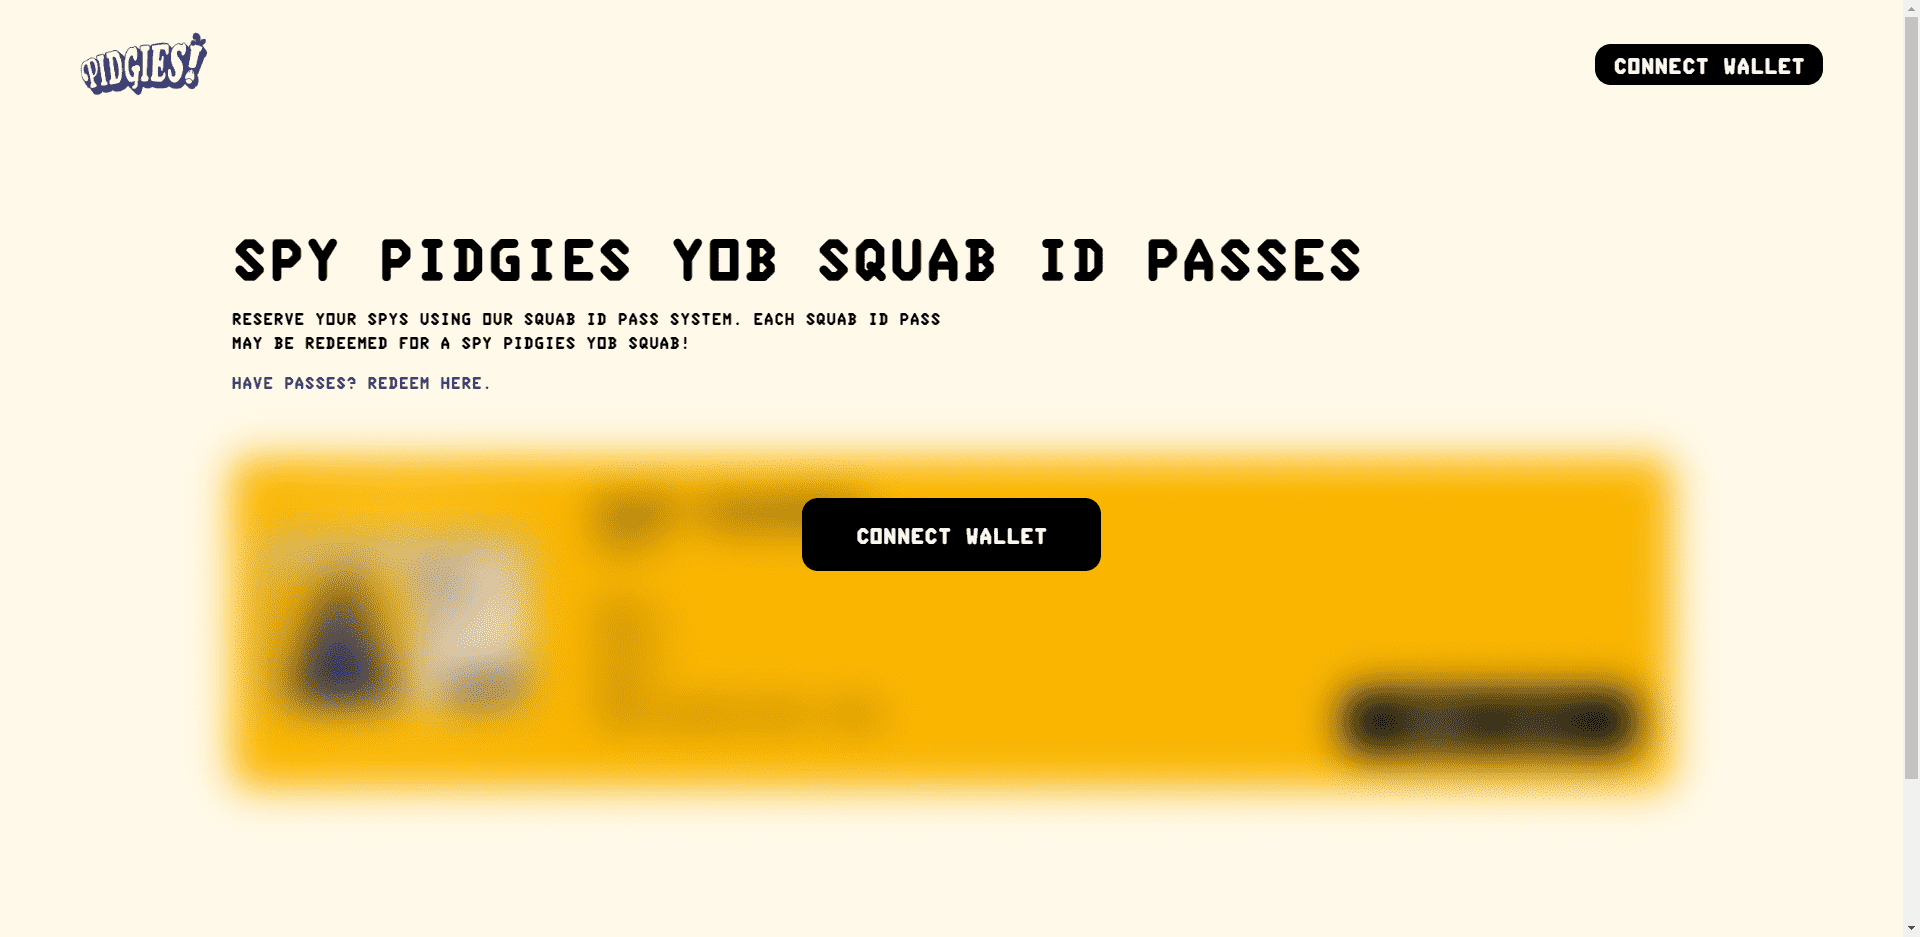 PIDGIES!
CONNECT WALLET
SPY PIDGIES YOB SQUAB ID PASSES
RESERVE YOUR SPYS USING OUR SQUAB ID PASS SYSTEM. EACH SQUAB ID PASS
MAY BE REDEEMED FOR A SPY PIDGIES YOB SQUAB!
HAVE PASSES? REDEEM HERE.
CONNECT WALLET